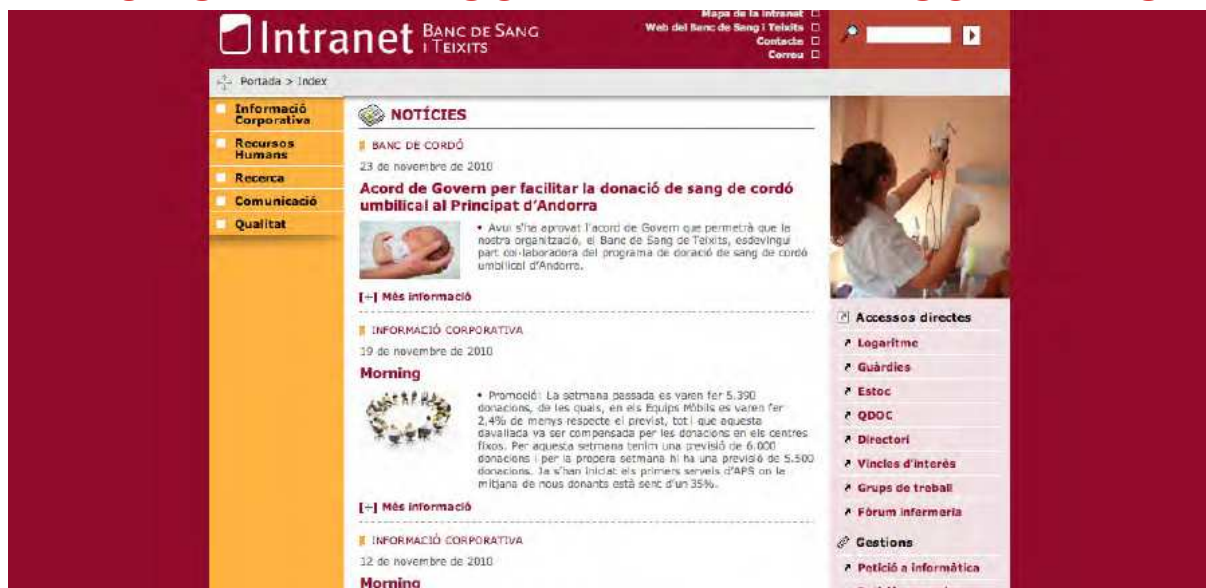 Intranet BANC DE SANG
I TEIXITS
Mapa de la intranet
Web del Banc de Sang i Teixits
Contacte
Correu
Portada > Index
Informació
Corporativa
Recursos
Humans
Recerca
Comunicació
Qualitat
NOTÍCIES
BANC DE CORDÓ
23 de novembre de 2010
Acord de Govern per facilitar la donació de sang de cordó
umbilical al Principat d'Andorra
• Avui s'ha aprovat l'acord de Govern que permetrà que la
nostra organització, el Banc de Sang de Teixits, esdevingui
part col·laboradora del programa de donació de sang de cordó
umbilical d'Andorra.
[+] Més informació
INFORMACIÓ CORPORATIVA
19 de novembre de 2010
Morning
• Promoció: La setmana passada es varen fer 5.390
donacions, de les quals, en els Equips Mòbils es varen fer
2,4% de menys respecte el previst, tot i que aquesta
davallada va ser compensada per les donacions en els centres
fixos. Per aquesta setmana tenim una previsió de 6.000
donacions i per la propera setmana hi ha una previsió de 5.500
donacions. Ja s'han iniciat els primers serveis d'APS on la
mitjana de nous donants està sent d'un 35%.
[+] Més informació
INFORMACIÓ CORPORATIVA
12 de novembre de 2010
Morning
Accessos directes
Logaritme
Guàrdies
Estoc
QDOC
Directori
Vincles d'interès
Grups de treball
Fòrum infermeria
Gestions
Petició a informàtica